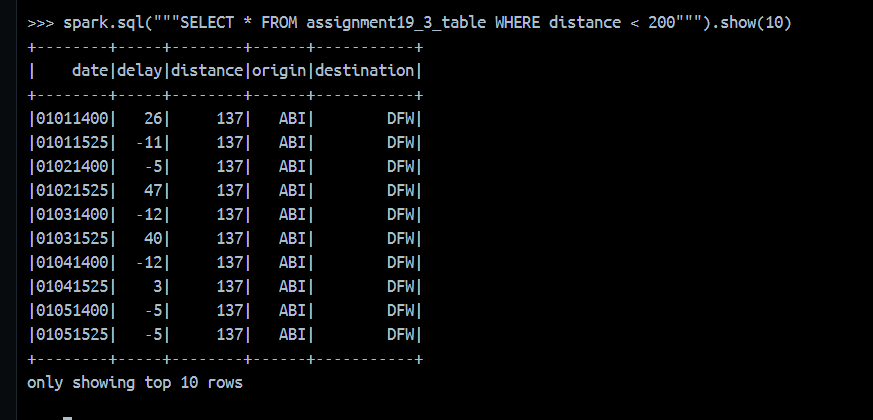 >>> spark.sql("""SELECT * FROM assignment19_3_table WHERE distance < 200""").show(10)
+--------+-----+--------+------+-----------+
|    date|delay|distance|origin|destination|
+--------+-----+--------+------+-----------+
|01011400|   26|     137|   ABI|        DFW|
|01011525|  -11|     137|   ABI|        DFW|
|01021400|   -5|     137|   ABI|        DFW|
|01021525|   47|     137|   ABI|        DFW|
|01031400|  -12|     137|   ABI|        DFW|
|01031525|   40|     137|   ABI|        DFW|
|01041400|  -12|     137|   ABI|        DFW|
|01041525|    3|     137|   ABI|        DFW|
|01051400|   -5|     137|   ABI|        DFW|
|01051525|   -5|     137|   ABI|        DFW|
+--------+-----+--------+------+-----------+
only showing top 10 rows